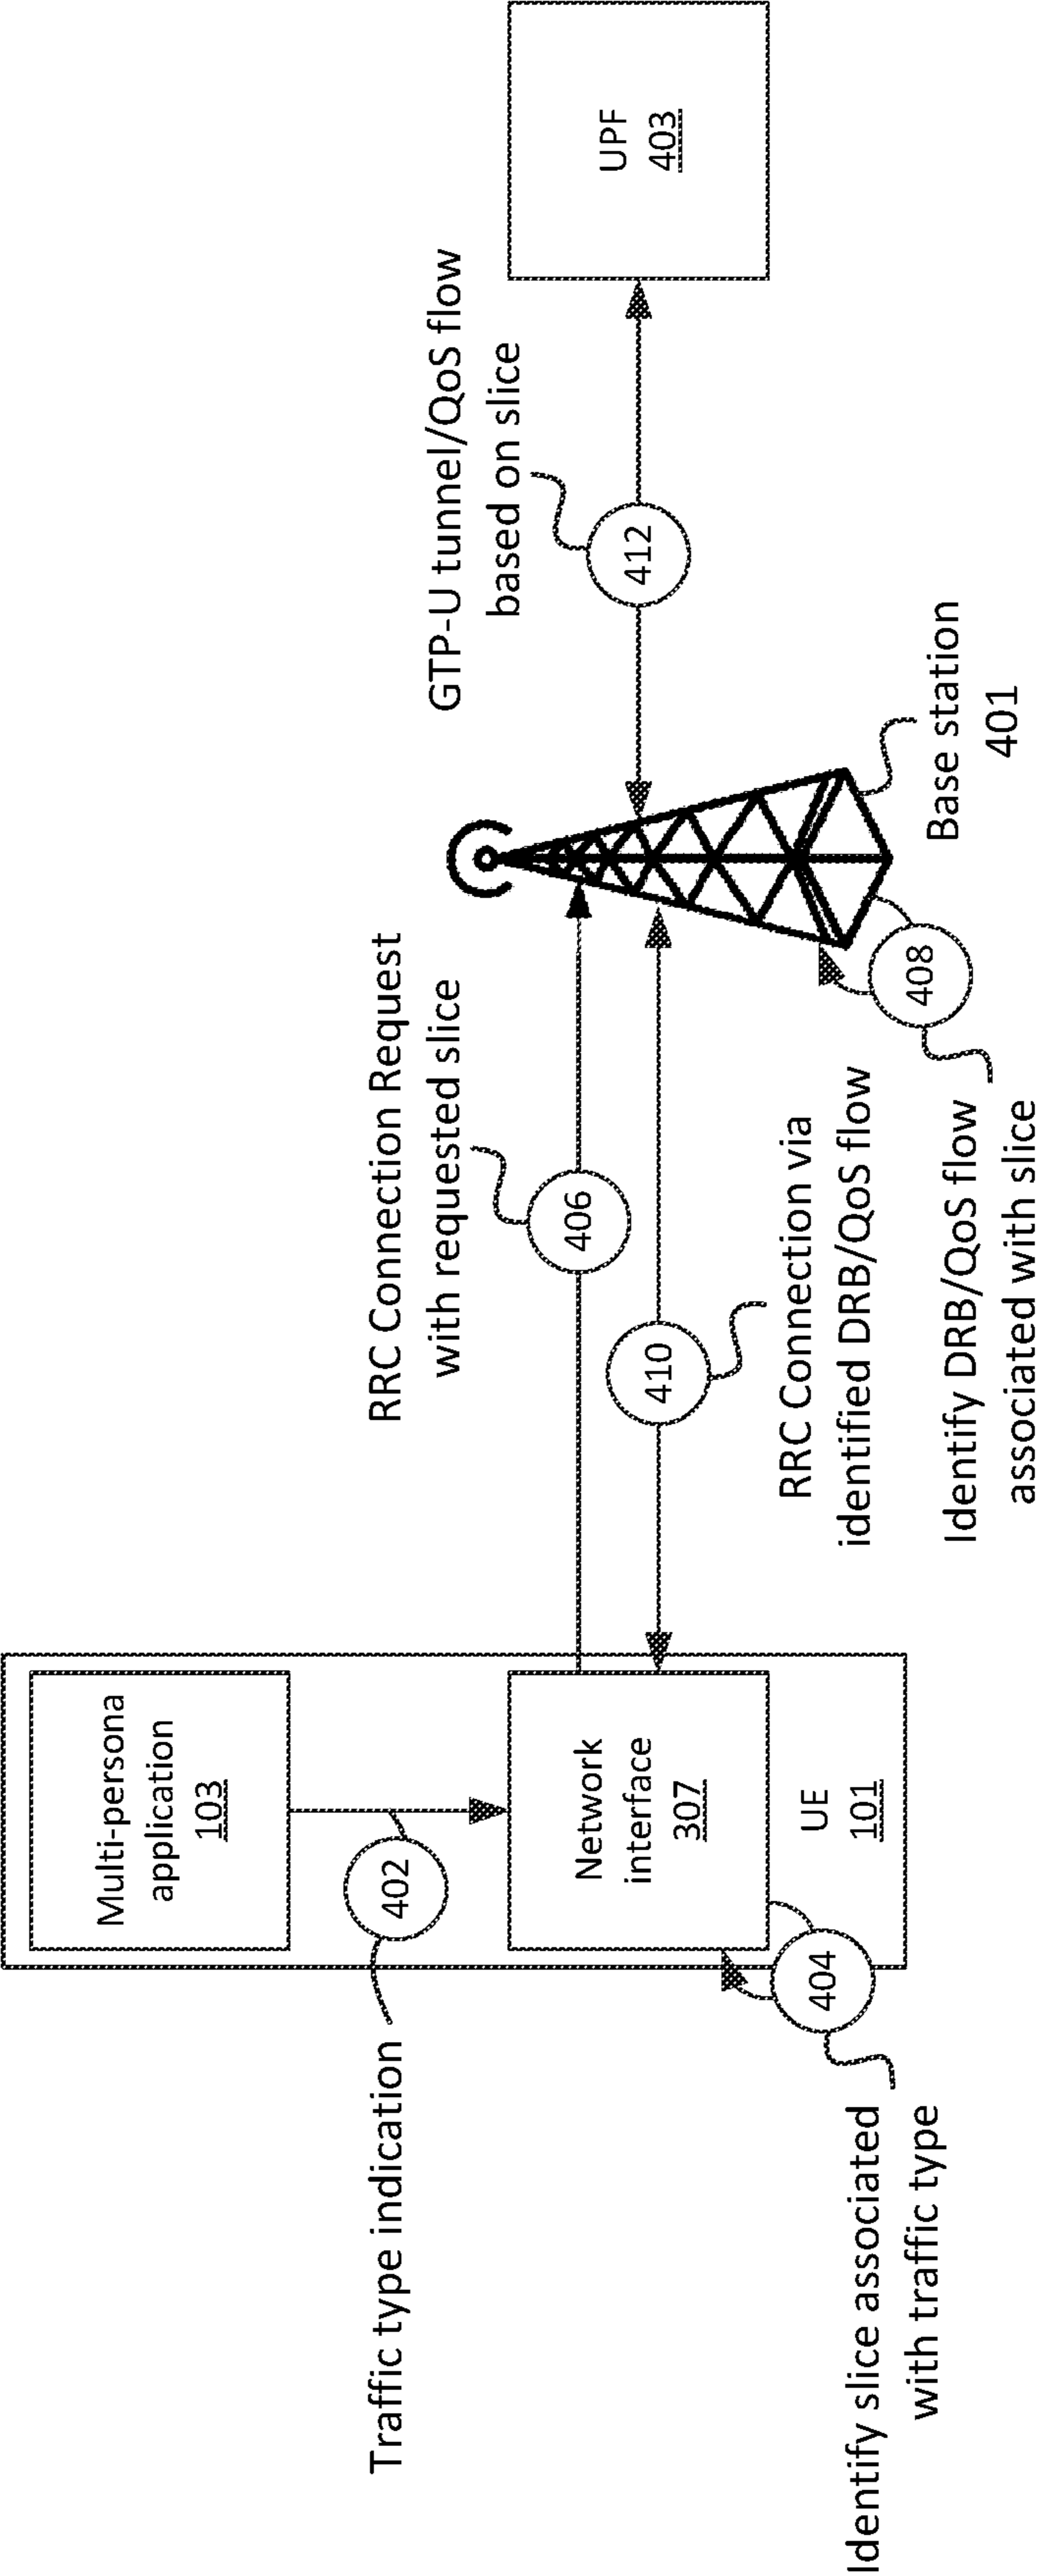 Multi-persona
application
103
Traffic type indication
402
Network
interface
307
UE
101
404
Identify slice associated
with traffic type
RRC Connection Request
with requested slice
406
410
RRC Connection via
identified DRB/QoS flow
408
Identify DRB/QoS flow
associated with slice
Base station
401
GTP-U tunnel/QoS flow
based on slice
412
UPF
403